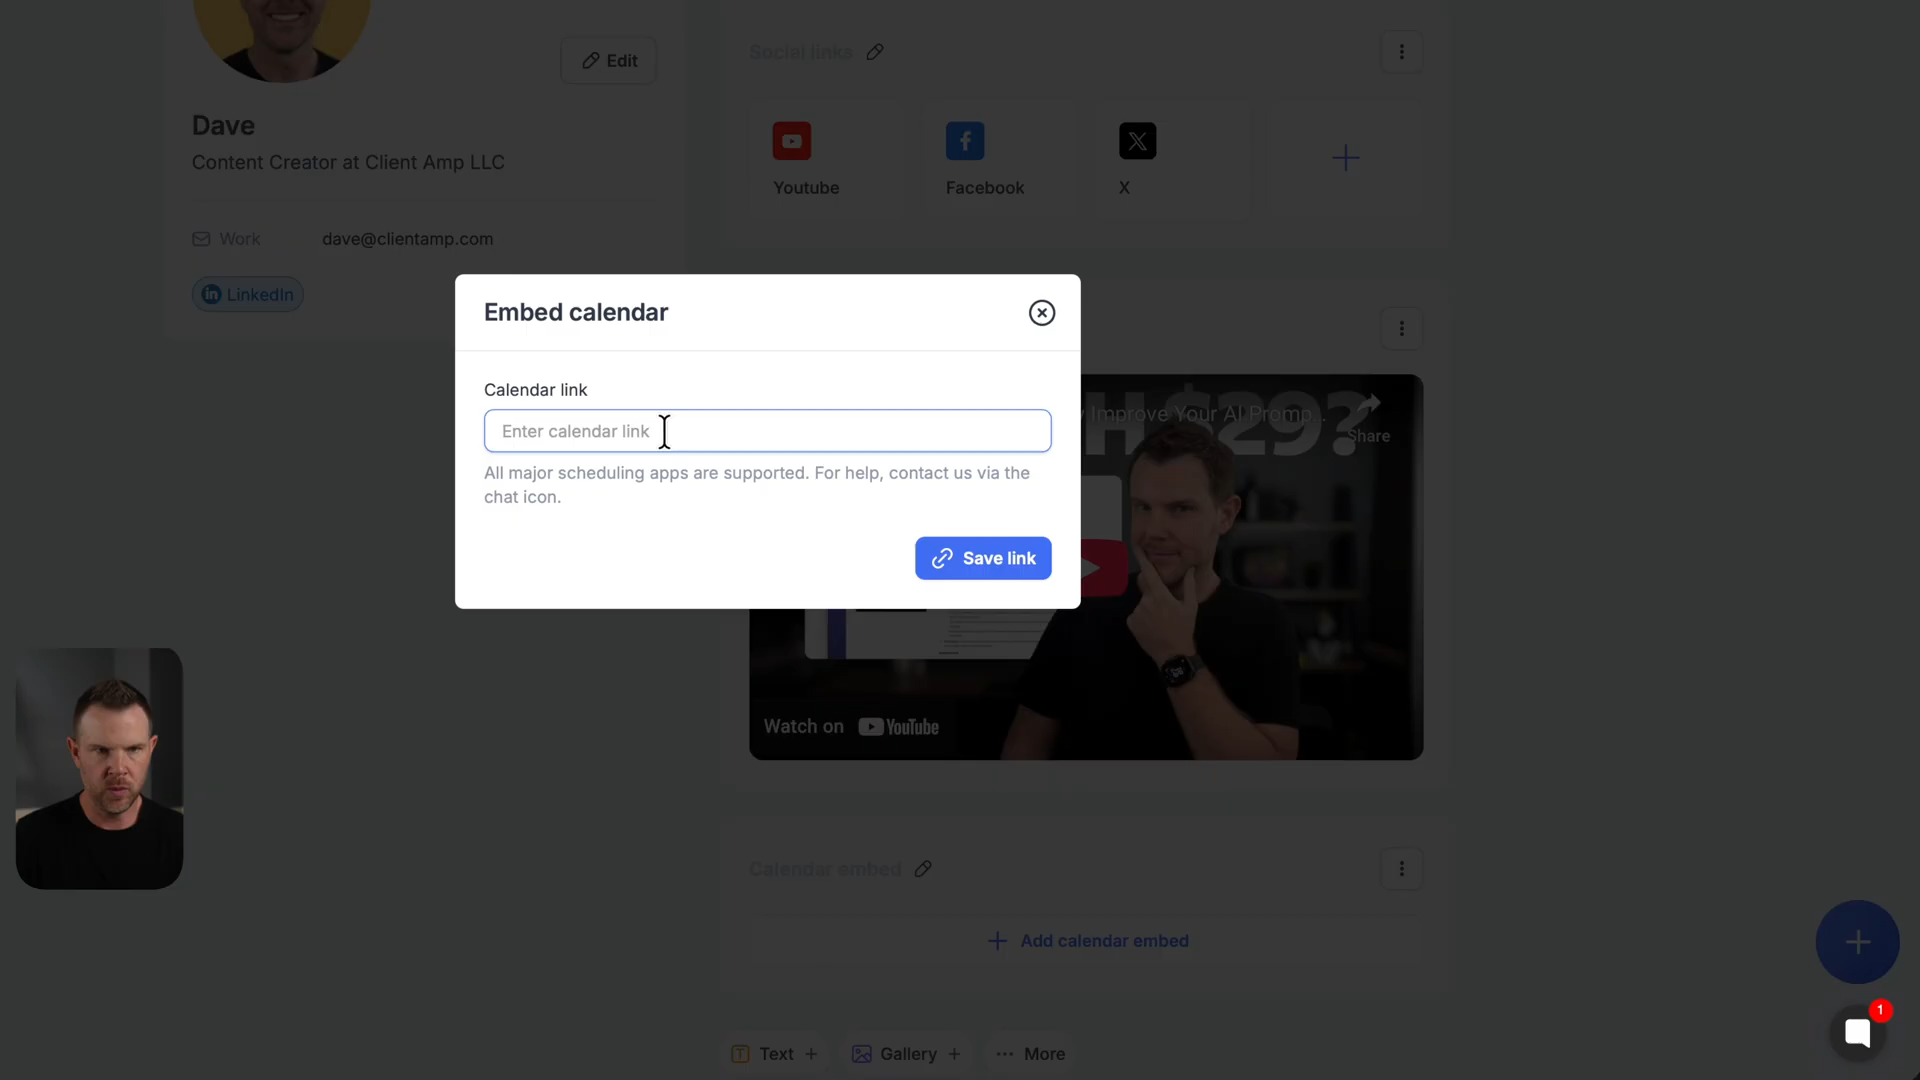 Edit
Dave
Content Creator at Client Amp LLC
Work
dave@clientamp.com
LinkedIn
Social links
Youtube
Facebook
X
Embed calendar
Calendar link
Enter calendar link
All major scheduling apps are supported. For help, contact us via the
chat icon.
Save link
Improve Your AI Promp...
H $29?
Share
Watch on YouTube
Calendar embed
Add calendar embed
Text
Gallery
More
1